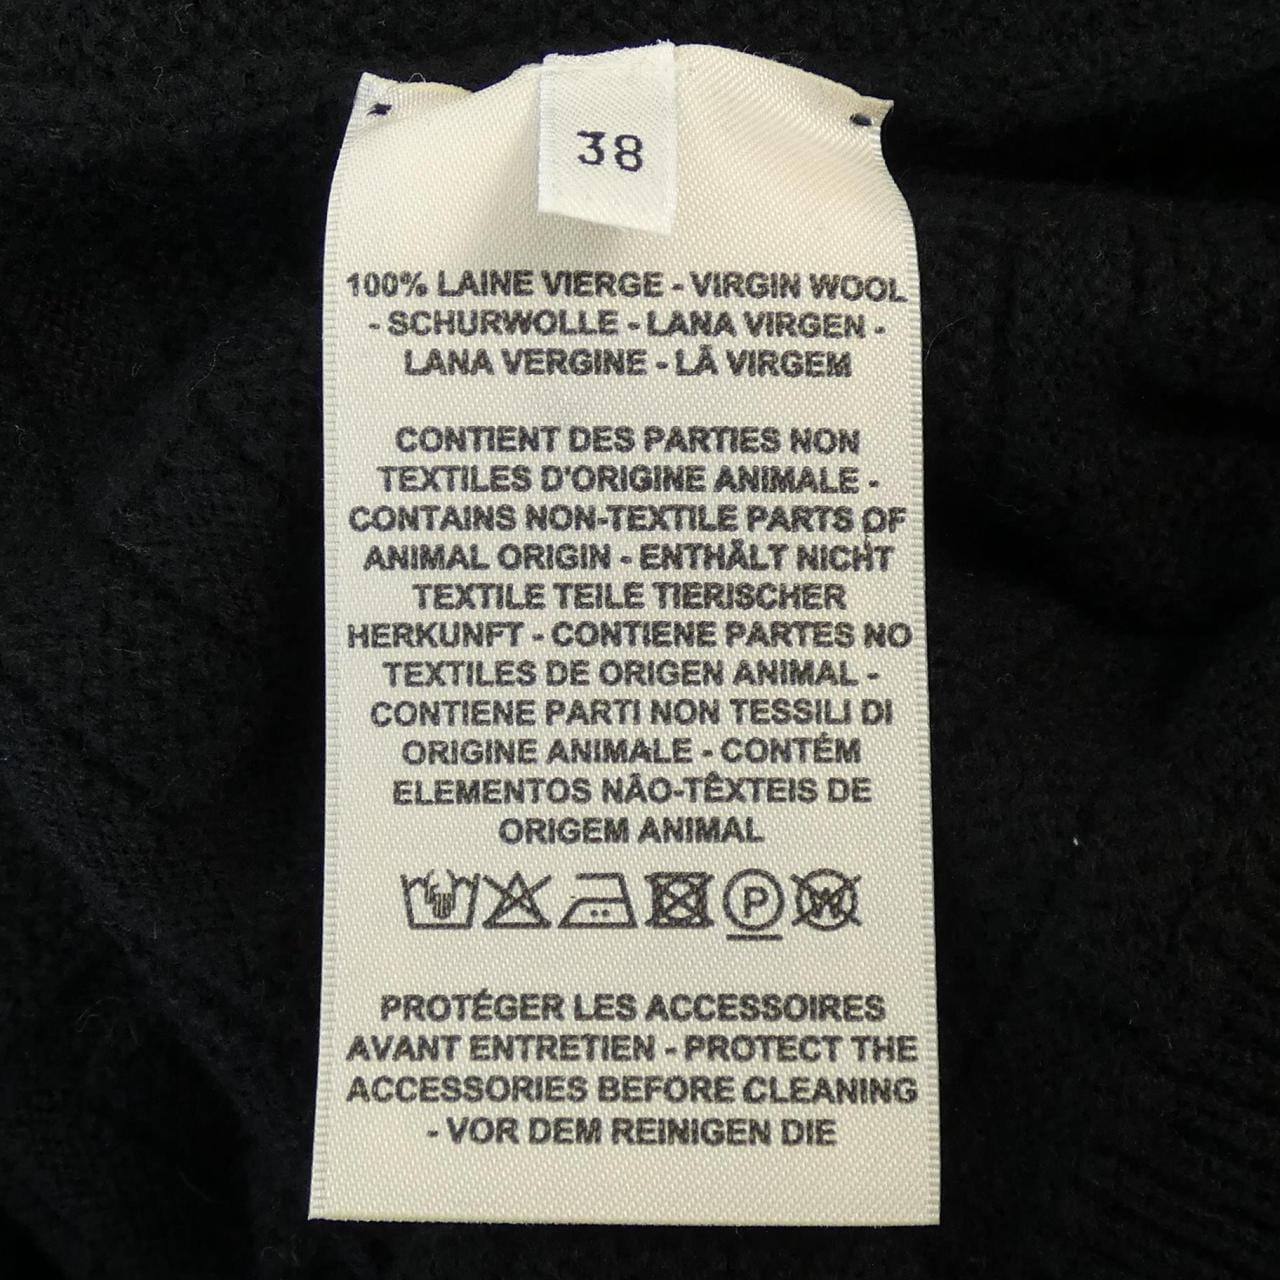 38
100% LAINE VIERGE - VIRGIN WOOL
- SCHURWOLLE - LANA VIRGEN -
LANA VERGINE - LÃ VIRGEM
CONTIENT DES PARTIES NON
TEXTILES D'ORIGINE ANIMALE -
CONTAINS NON-TEXTILE PARTS OF
ANIMAL ORIGIN - ENTHÄLT NICHT
TEXTILE TEILE TIERISCHER
HERKUNFT - CONTIENE PARTES NO
TEXTILES DE ORIGEN ANIMAL -
CONTIENE PARTI NON TESSILI DI
ORIGINE ANIMALE - CONTÉM
ELEMENTOS NÃO-TÊXTEIS DE
ORIGEM ANIMAL
P W
PROTÉGER LES ACCESSOIRES
AVANT ENTRETIEN - PROTECT THE
ACCESSORIES BEFORE CLEANING
- VOR DEM REINIGEN DIE